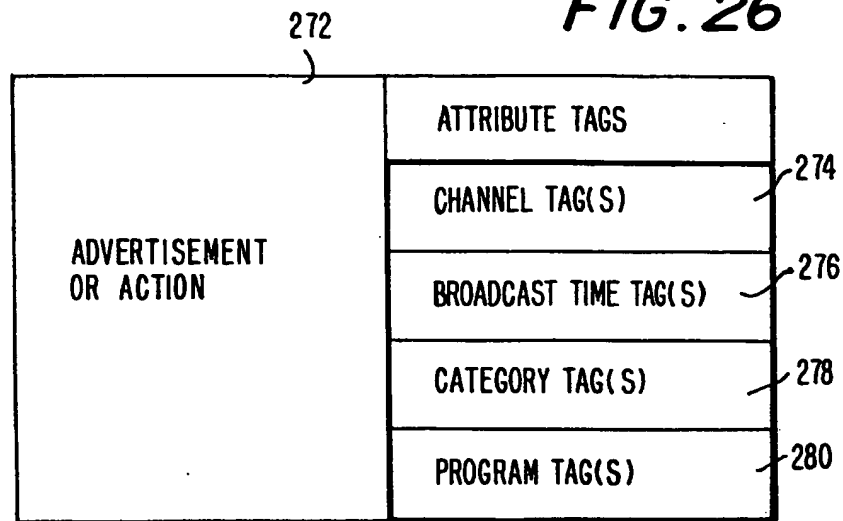 FIG. 26
272
ATTRIBUTE TAGS
274
CHANNEL TAG(S)
ADVERTISEMENT
OR ACTION
276
BROADCAST TIME TAG(S)
278
CATEGORY TAG(S)
280
PROGRAM TAG(S)